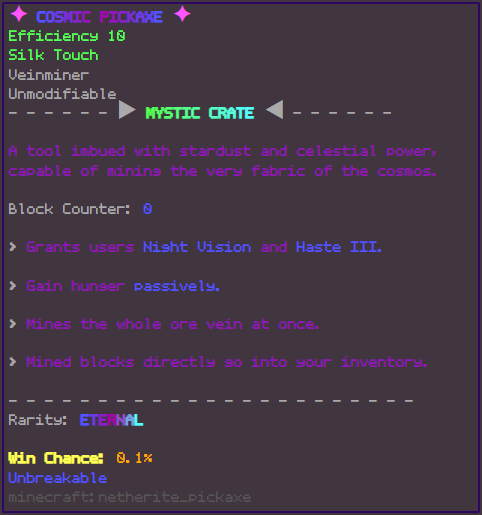 ✦ COSMIC PICKAXE ✦
Efficiency 10
Silk Touch
Veinminer
Unmodifiable
- - - - - - ▶ MYSTIC CRATE ◀ - - - - - -
A tool imbued with stardust and celestial power,
capable of mining the very fabric of the cosmos.
Block Counter: 0
> Grants users Night Vision and Haste III.
> Gain hunger passively.
> Mines the whole ore vein at once.
> Mined blocks directly go into your inventory.
- - - - - - - - - - - - - - - - - - - - - - - -
Rarity: ETERNAL
Win Chance: 0.1%
Unbreakable
minecraft:netherite_pickaxe